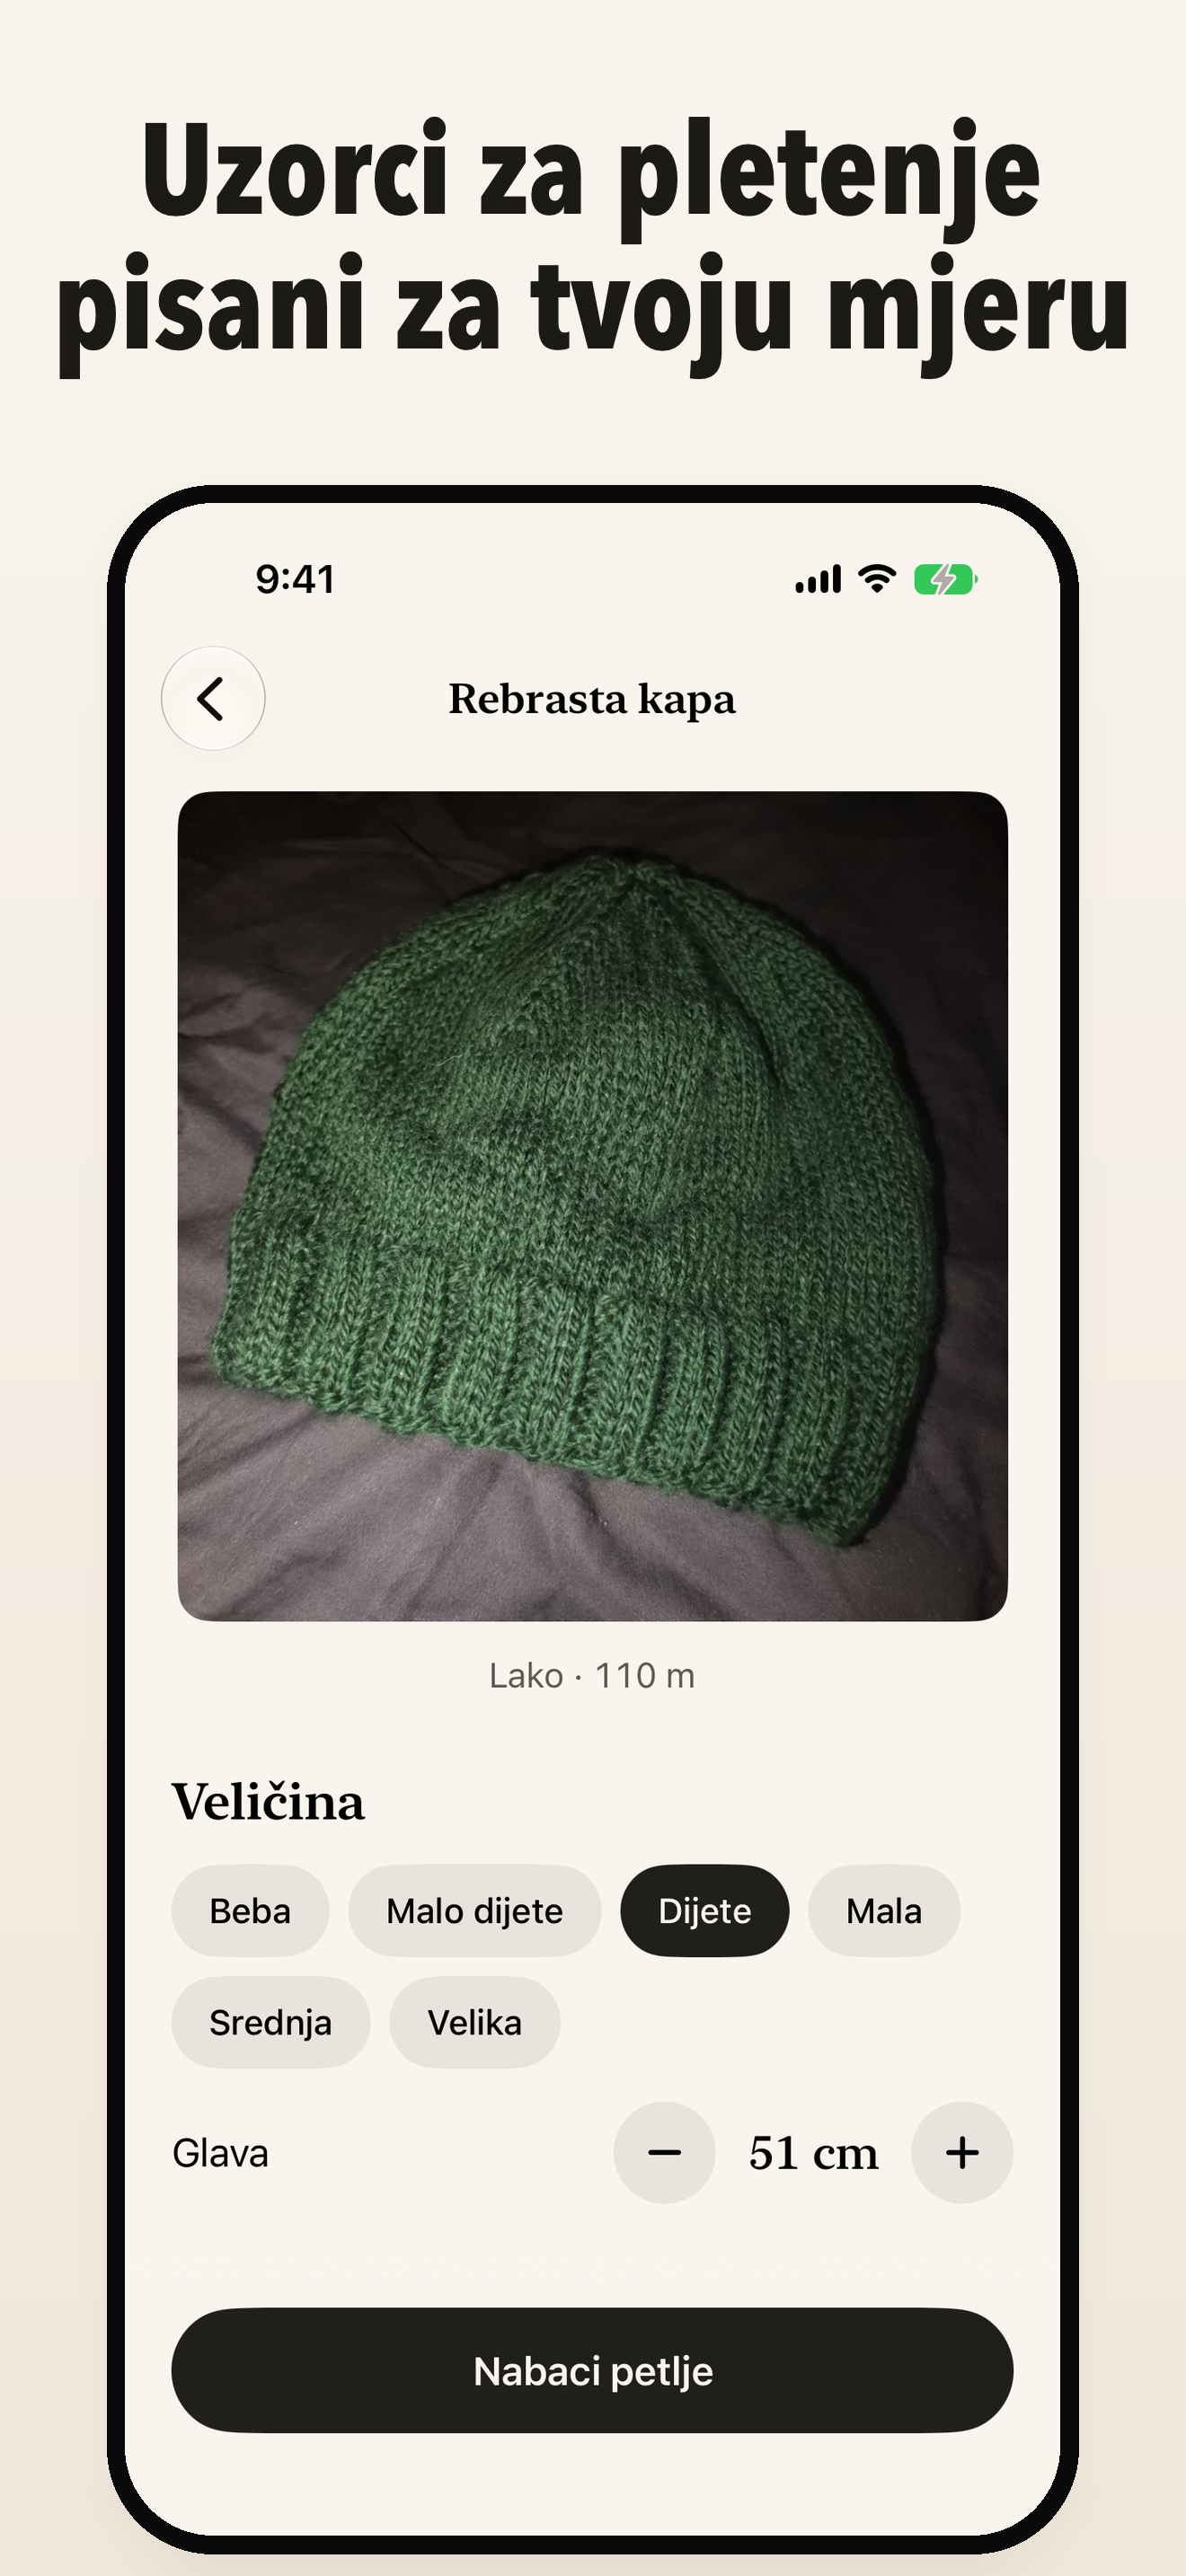 Uzorci za pletenje
pisani za tvoju mjeru
9:41
Rebrasta kapa
Lako · 110 m
Veličina
Beba Malo dijete Dijete Mala
Srednja Velika
Glava 51 cm
Nabaci petlje